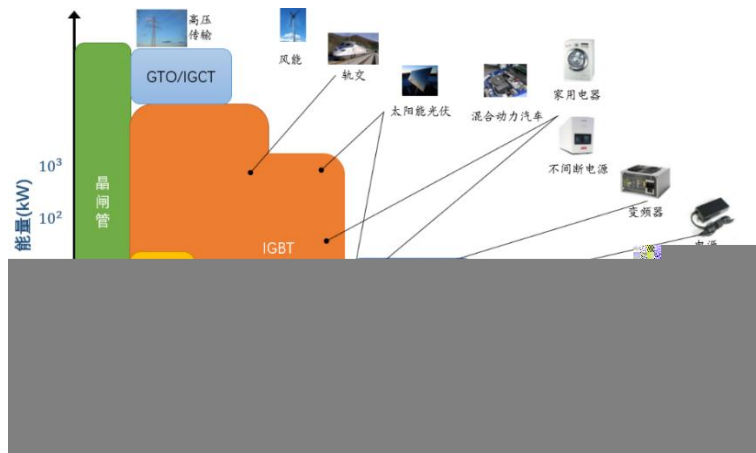 高压
传输
GTO/IGCT
风能
轨交
太阳能光伏
混合动力汽车
家用电器
不间断电源
变频器
10³
10²
能量(kW)
晶闸管
IGBT
电源